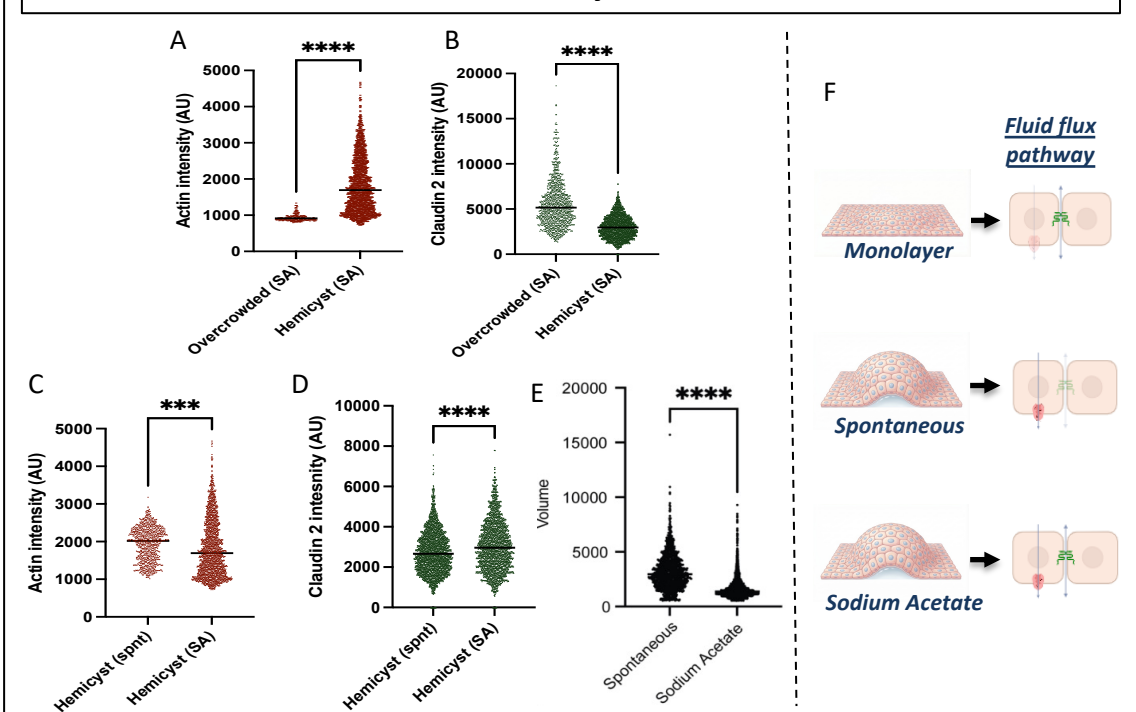 A
****
Actin intensity (AU)
5000
4000
3000
2000
1000
0
Overcrowded (SA)
Hemicyst (SA)
B
****
Claudin 2 intensity (AU)
20000
15000
10000
5000
0
Overcrowded (SA)
Hemicyst (SA)
C
***
Actin intensity (AU)
5000
4000
3000
2000
1000
0
Hemicyst (spnt)
Hemicyst (SA)
D
****
Claudin 2 intesnity (AU)
10000
8000
6000
4000
2000
0
Hemicyst (spnt)
Hemicyst (SA)
E
****
Volume
20000
15000
10000
5000
0
Spontaneous
Sodium Acetate
F
Fluid flux
pathway
Monolayer
Spontaneous
Sodium Acetate